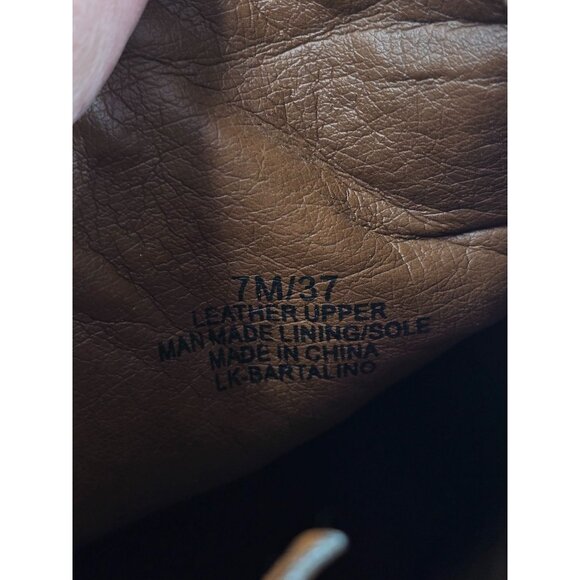 7M/37
LEATHER UPPER
MAN MADE LINING/SOLE
MADE IN CHINA
LK-BARTALINO